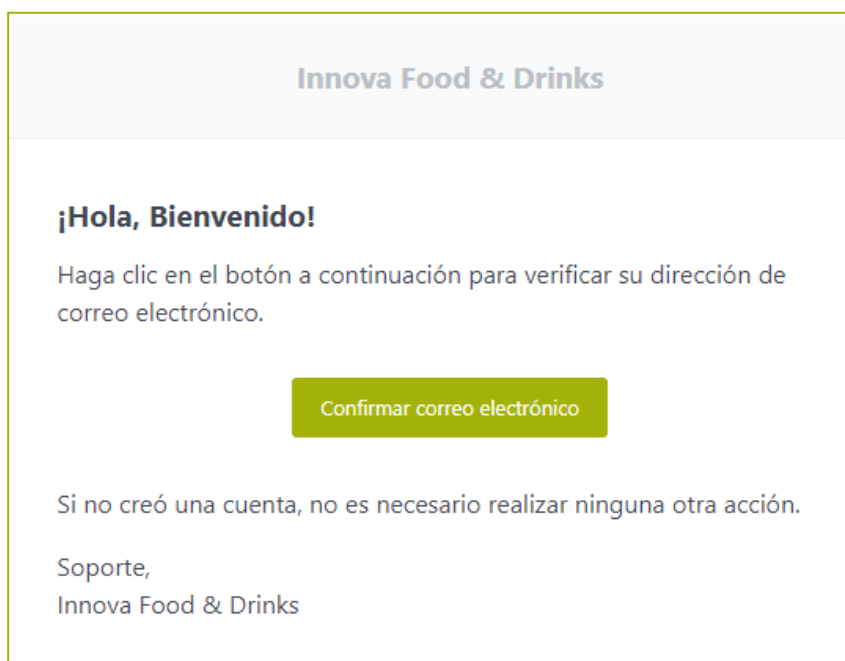 Innova Food & Drinks
¡Hola, Bienvenido!
Haga clic en el botón a continuación para verificar su dirección de
correo electrónico.
Confirmar correo electrónico
Si no creó una cuenta, no es necesario realizar ninguna otra acción.
Soporte,
Innova Food & Drinks